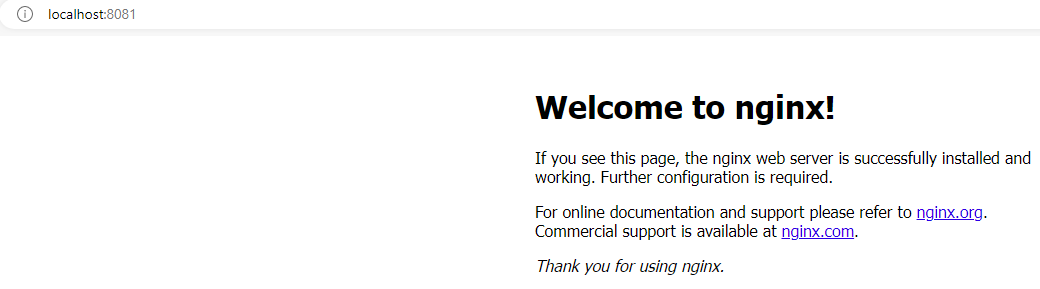 localhost:8081
Welcome to nginx!
If you see this page, the nginx web server is successfully installed and
working. Further configuration is required.
For online documentation and support please refer to nginx.org.
Commercial support is available at nginx.com.
Thank you for using nginx.